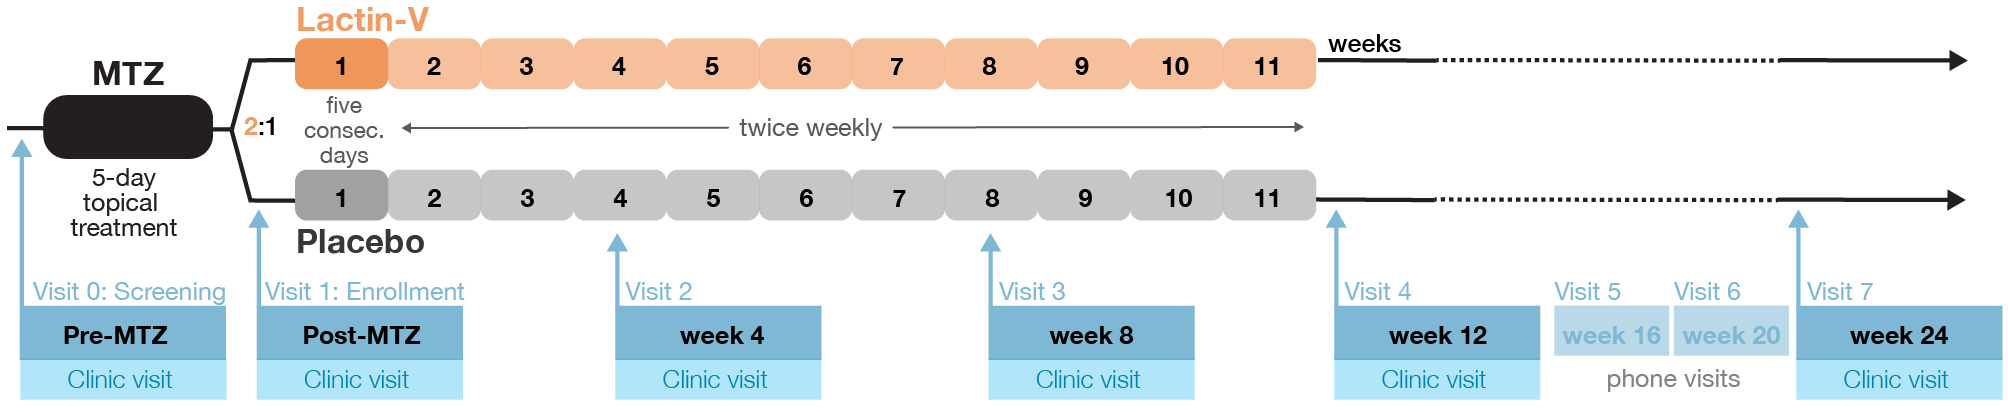 Lactin-V
MTZ
1 2 3 4 5 6 7 8 9 10 11 weeks
2:1
five
consec.
days
twice weekly
5-day
topical
treatment
1 2 3 4 5 6 7 8 9 10 11
Placebo
Visit 0: Screening Visit 1: Enrollment Visit 2 Visit 3 Visit 4 Visit 5 Visit 6 Visit 7
Pre-MTZ Post-MTZ week 4 week 8 week 12 week 16 week 20 week 24
Clinic visit Clinic visit Clinic visit Clinic visit Clinic visit phone visits Clinic visit